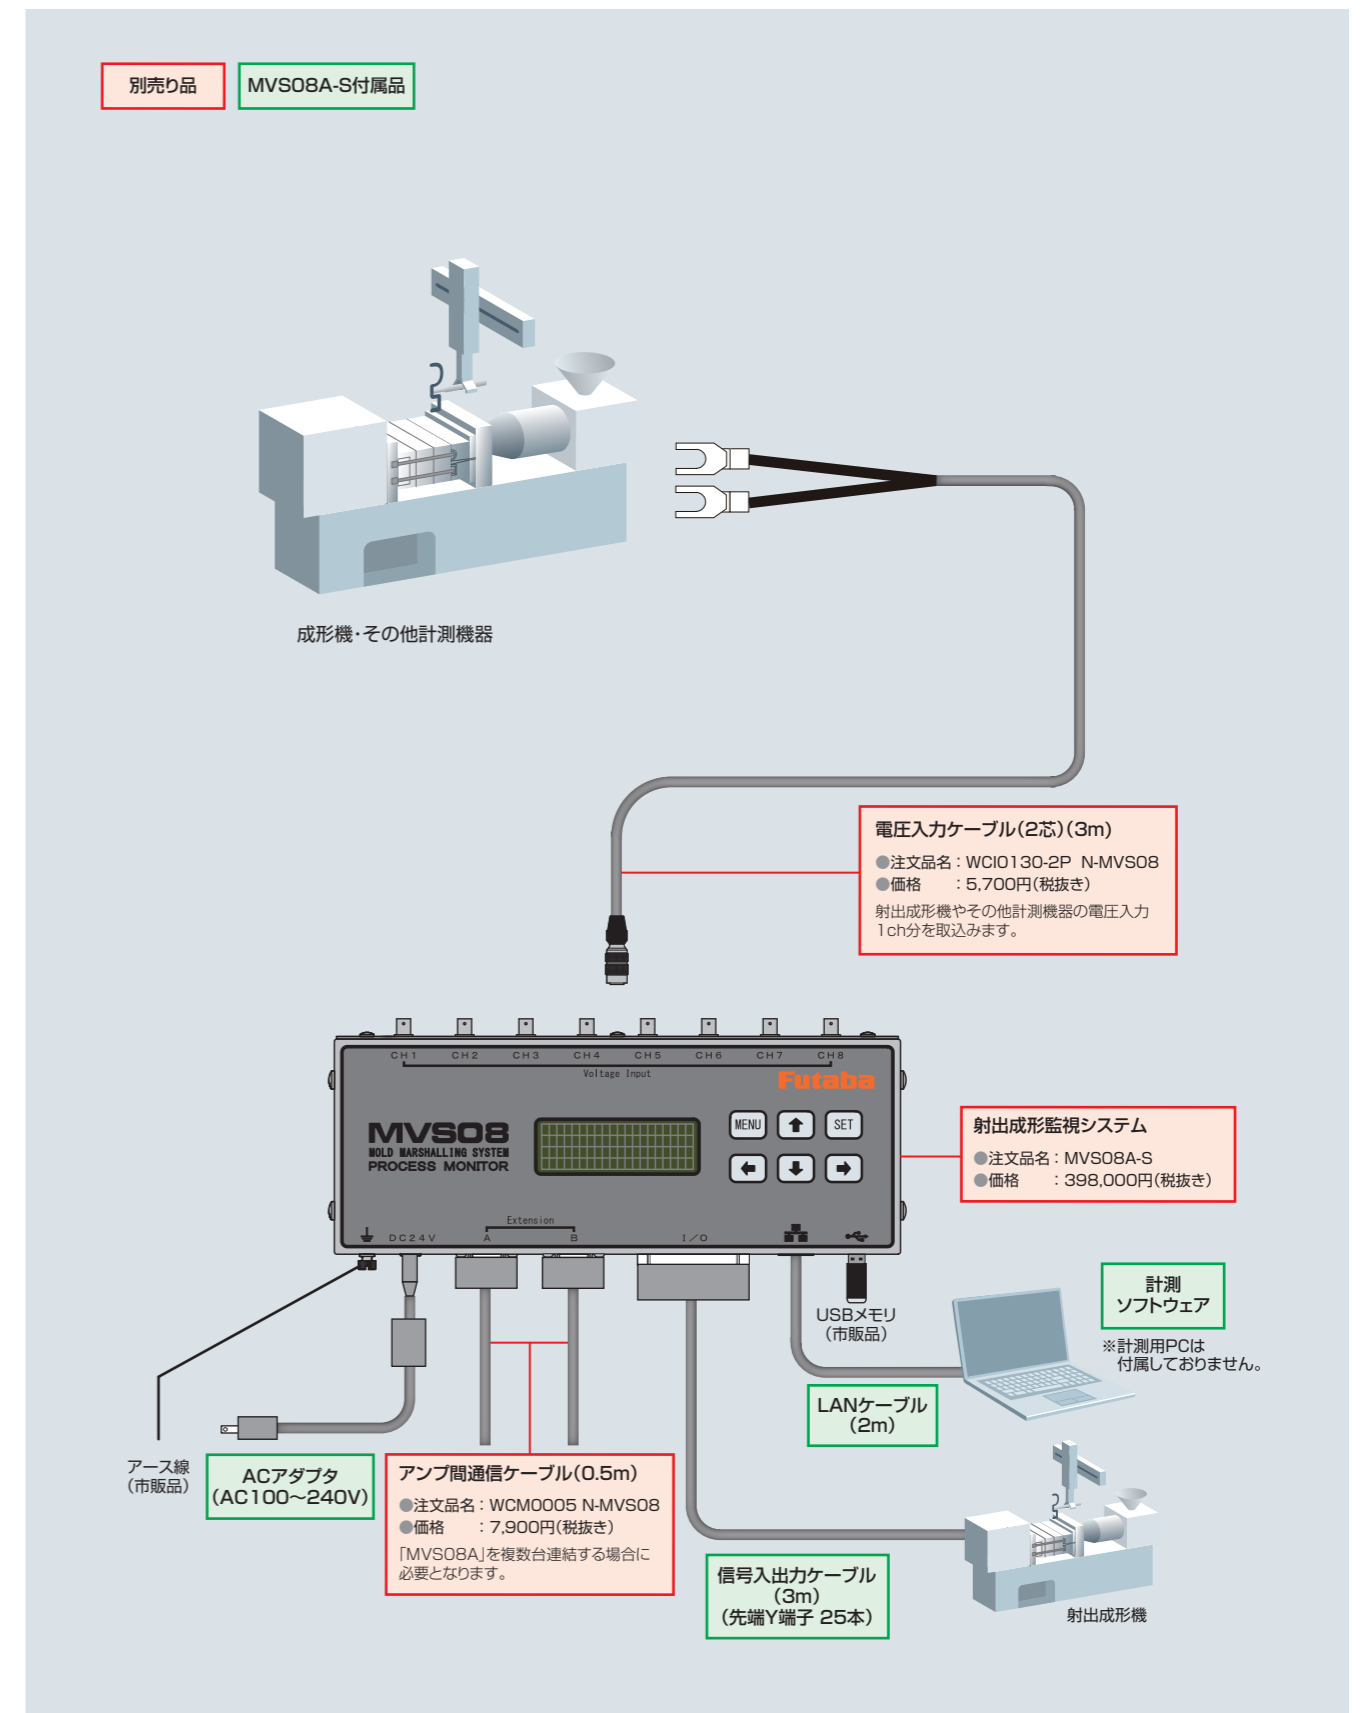 別売り品
MVS08A-S付属品
成形機・その他計測機器
電圧入力ケーブル(2芯)(3m)
●注文品名：WCI0130-2P N-MVS08
●価格　　：5,700円(税抜き)
射出成形機やその他計測機器の電圧入力
1ch分を取込みます。
CH1 CH2 CH3 CH4 CH5 CH6 CH7 CH8
Voltage Input
Futaba
MVS08
MOLD MARSHALLING SYSTEM
PROCESS MONITOR
MENU
SET
射出成形監視システム
●注文品名：MVS08A-S
●価格　　：398,000円(税抜き)
Extension
DC24V
A
B
I/O
USBメモリ
(市販品)
計測
ソフトウェア
※計測用PCは
付属しておりません。
LANケーブル
(2m)
アース線
(市販品)
ACアダプタ
(AC100〜240V)
アンプ間通信ケーブル(0.5m)
●注文品名：WCM0005 N-MVS08
●価格　　：7,900円(税抜き)
「MVS08A」を複数台連結する場合に
必要となります。
信号入出力ケーブル
(3m)
(先端Y端子 25本)
射出成形機